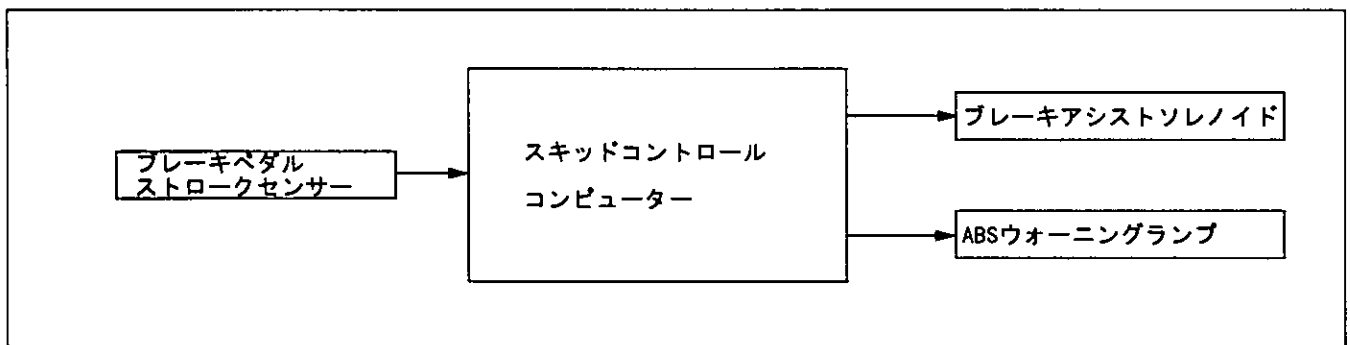 ブレーキペダル
ストロークセンサー
スキッドコントロール
コンピューター
ブレーキアシストソレノイド
ABSウォーニングランプ